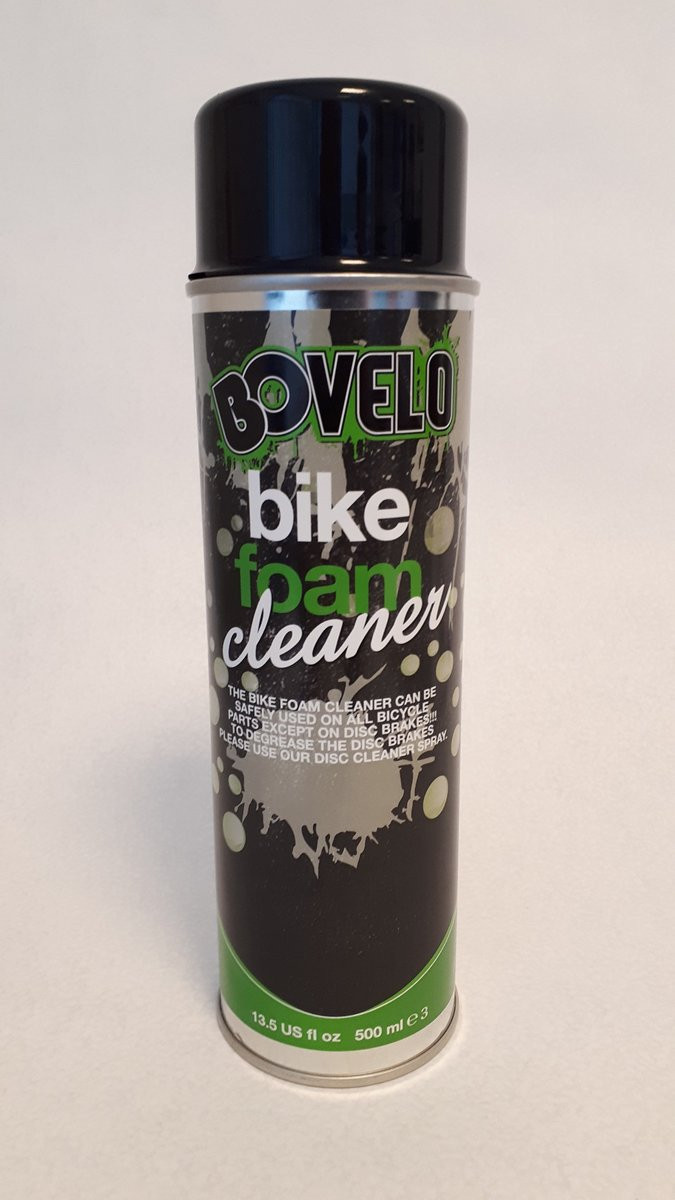 BOVELO
bike
foam
cleaner
THE BIKE FOAM CLEANER CAN BE
SAFELY USED ON ALL BICYCLE
PARTS EXCEPT ON DISC BRAKES!!!
TO DEGREASE THE DISC BRAKES
PLEASE USE OUR DISC CLEANER SPRAY.
13.5 US fl oz 500 ml ℮ 3